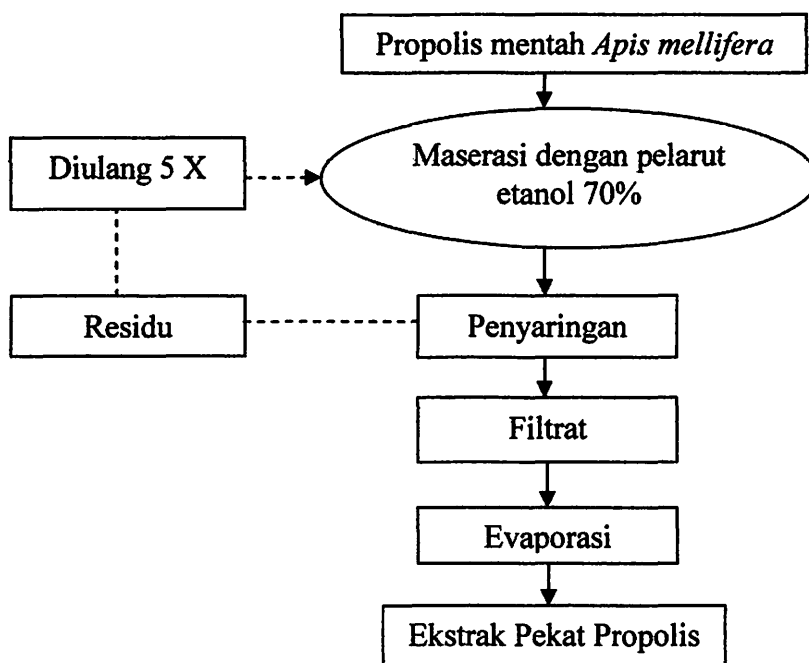 Propolis mentah Apis mellifera
Diulang 5 X
Maserasi dengan pelarut
etanol 70%
Residu
Penyaringan
Filtrat
Evaporasi
Ekstrak Pekat Propolis